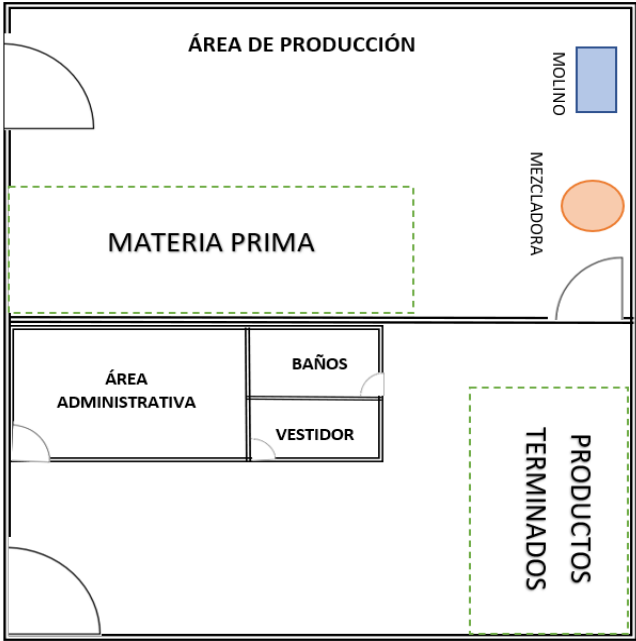 ÁREA DE PRODUCCIÓN
MOLINO
MEZCLADORA
MATERIA PRIMA
ÁREA
ADMINISTRATIVA
BAÑOS
VESTIDOR
PRODUCTOS
TERMINADOS